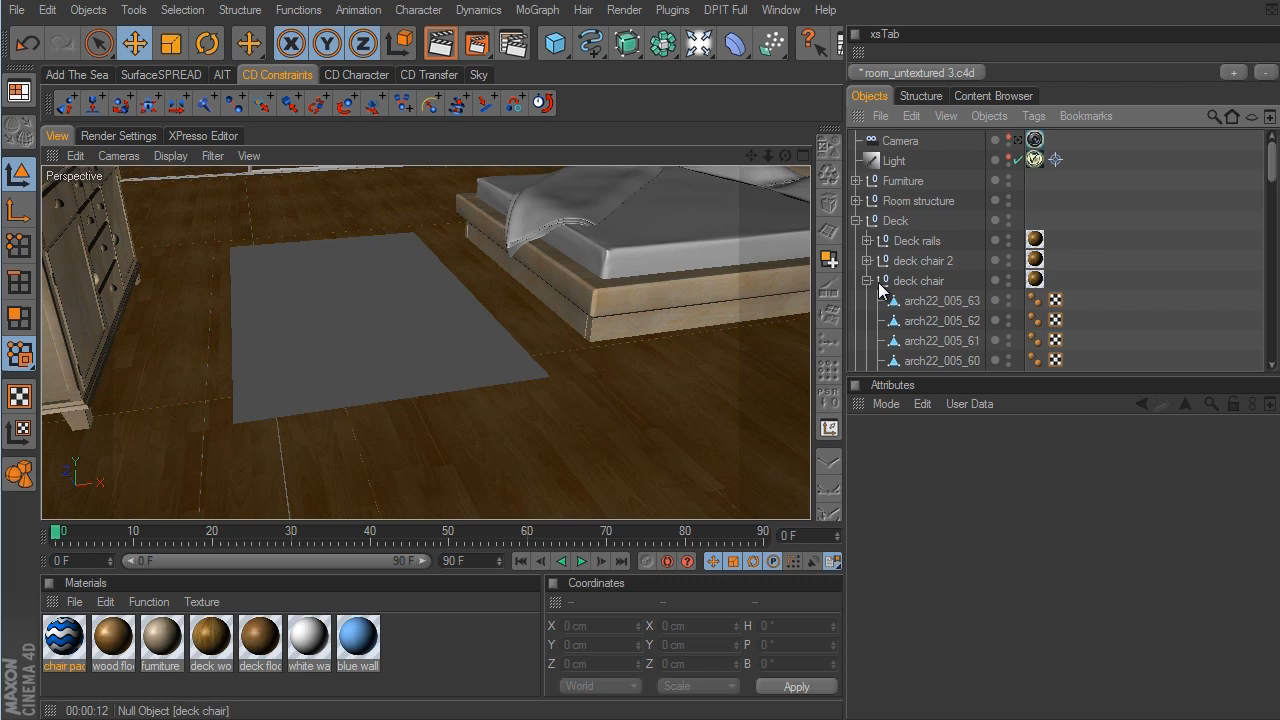 File Edit Objects Tools Selection Structure Functions Animation Character Dynamics MoGraph Hair Render Plugins DPIT Full Window Help
xsTab
X Y Z
* room_untextured 3.c4d + -
Add The Sea SurfaceSPREAD AIT CD Constraints CD Character CD Transfer Sky
Objects Structure Content Browser
File Edit View Objects Tags Bookmarks
View Render Settings XPresso Editor
Edit Cameras Display Filter View
Perspective
Camera
Light
Furniture
Room structure
Deck
Deck rails
deck chair 2
deck chair
arch22_005_63
arch22_005_62
arch22_005_61
arch22_005_60
Attributes
Mode Edit User Data
PSR
Y
Z X
0 10 20 30 40 50 60 70 80 90 0 F
0 F 0 F 90 F 90 F
Materials
Coordinates
File Edit Function Texture
-- -- --
X 0 cm X 0 cm H 0 °
Y 0 cm Y 0 cm P 0 °
Z 0 cm Z 0 cm B 0 °
chair pac wood floo furniture deck wo deck floo white wa blue wall
World Scale Apply
MAXON CINEMA 4D
00:00:12 Null Object [deck chair]